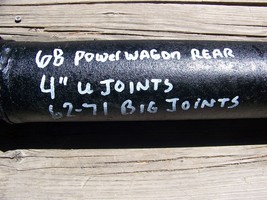 68 POWER WAGON REAR
4" U JOINTS
62-71 BIG JOINTS